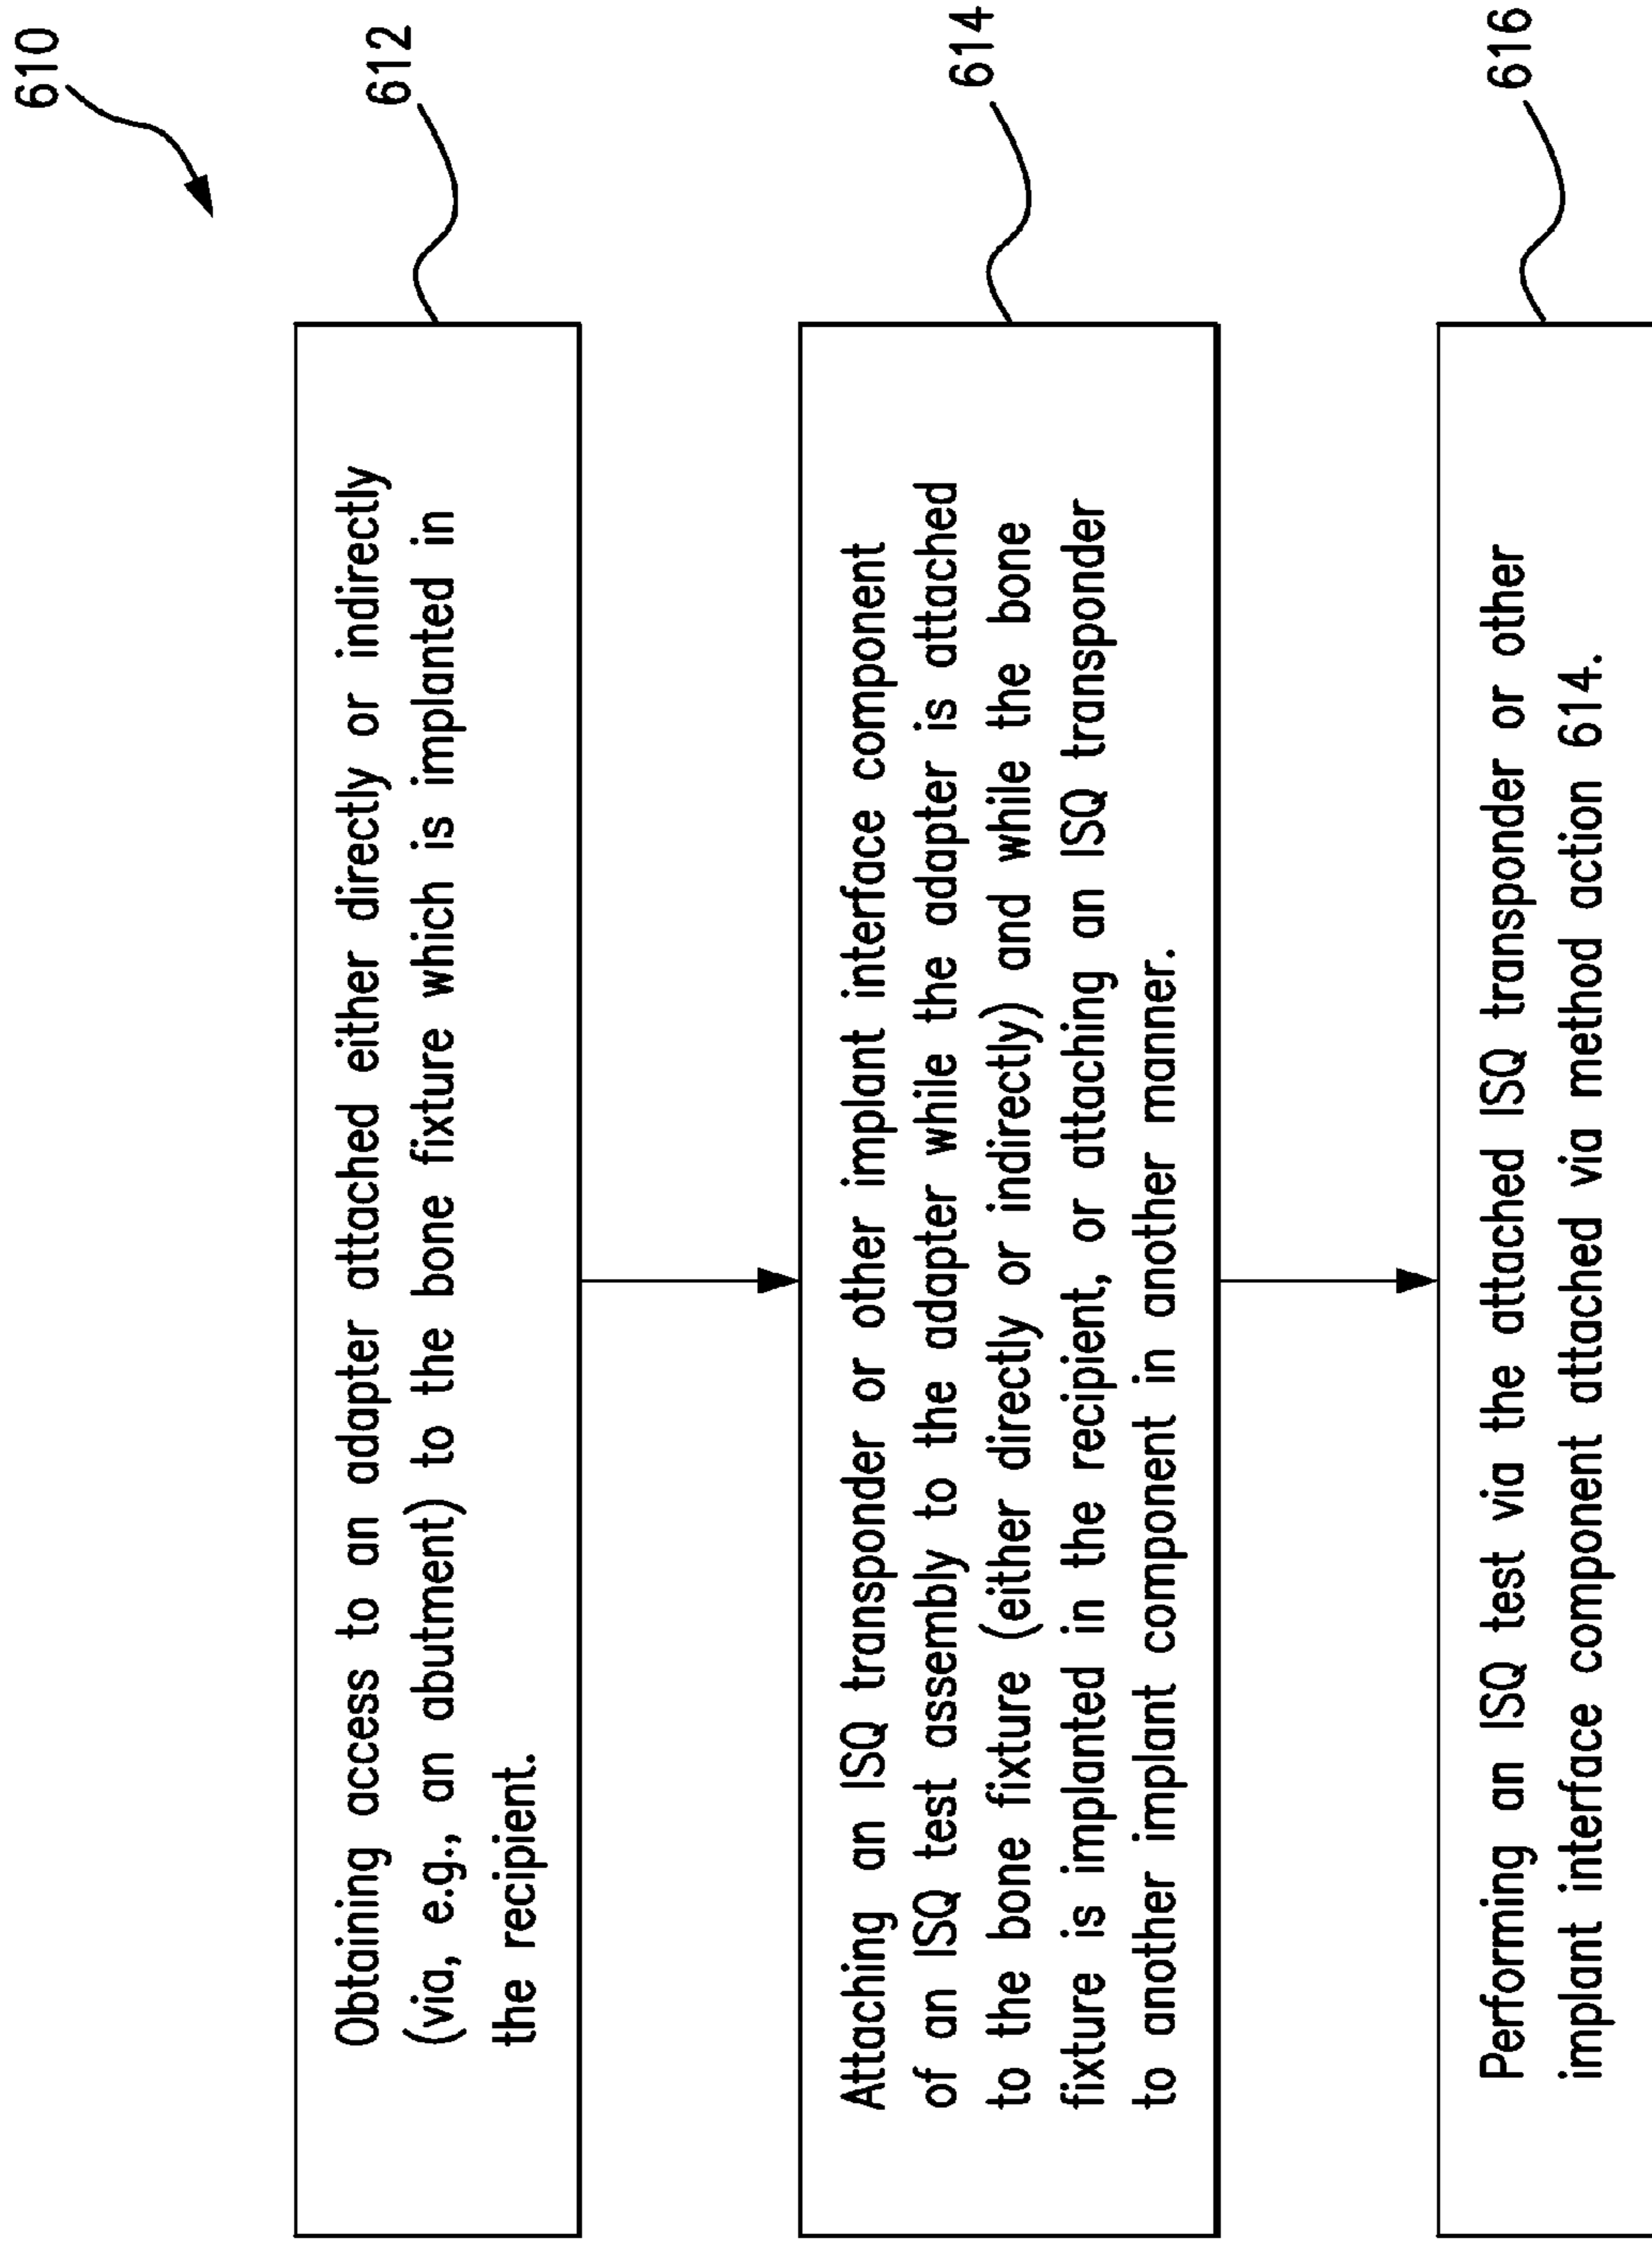 610
612
Obtaining access to an adapter attached either directly or indirectly
(via, e.g., an abutment) to the bone fixture which is implanted in
the recipient.
614
Attaching an ISQ transponder or other implant interface component
of an ISQ test assembly to the adapter while the adapter is attached
to the bone fixture (either directly or indirectly) and while the bone
fixture is implanted in the recipient, or attaching an ISQ transponder
to another implant component in another manner.
616
Performing an ISQ test via the attached ISQ transponder or other
implant interface component attached via method action 614.